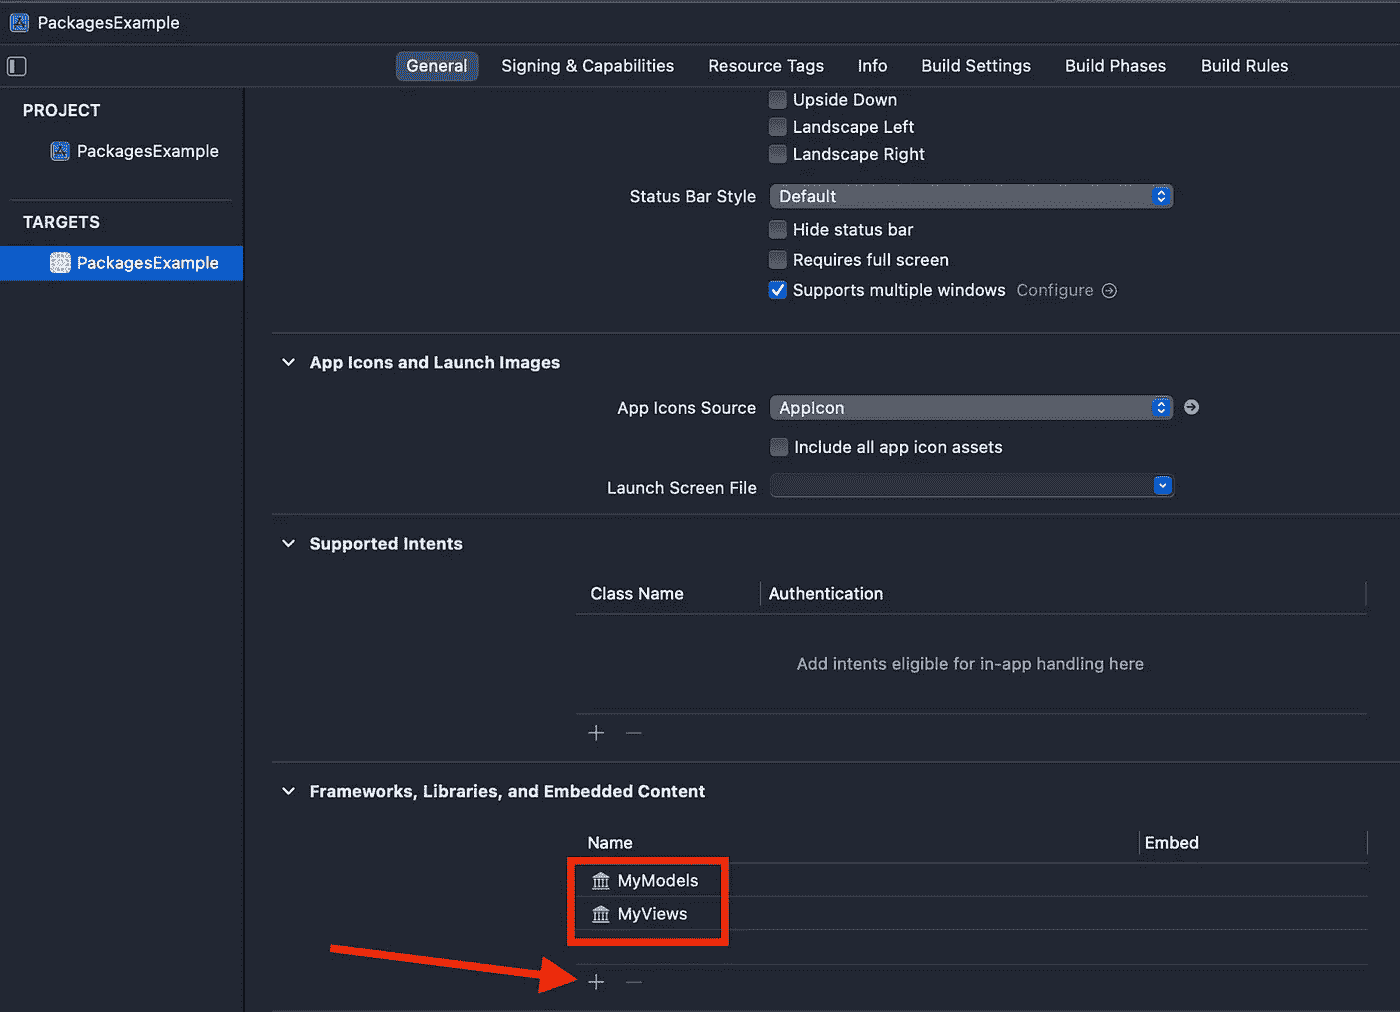 PackagesExample
General Signing & Capabilities Resource Tags Info Build Settings Build Phases Build Rules
PROJECT
PackagesExample
TARGETS
PackagesExample
Upside Down
Landscape Left
Landscape Right
Status Bar Style Default
Hide status bar
Requires full screen
Supports multiple windows Configure
App Icons and Launch Images
App Icons Source AppIcon
Include all app icon assets
Launch Screen File
Supported Intents
Class Name Authentication
Add intents eligible for in-app handling here
Frameworks, Libraries, and Embedded Content
Name Embed
MyModels
MyViews